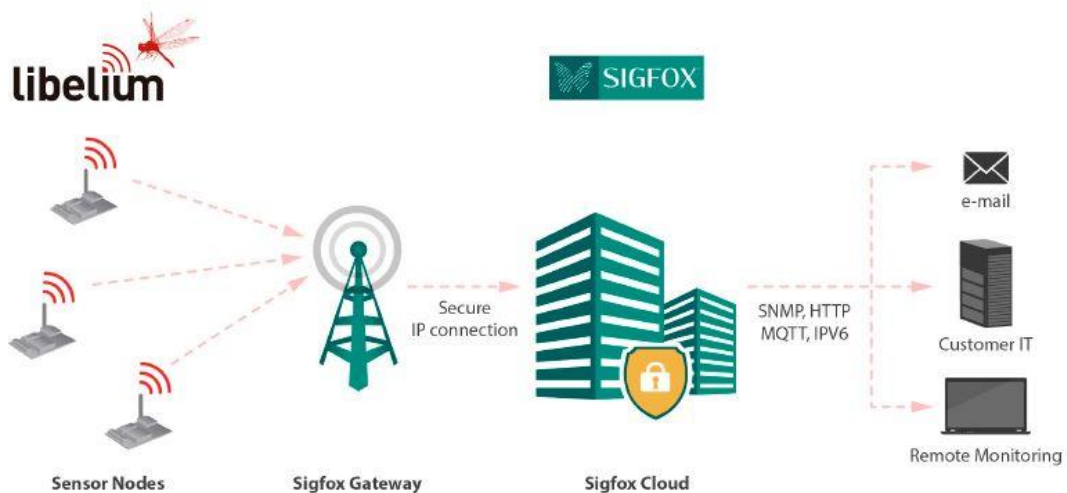 libelium
SIGFOX
e-mail
Secure
IP connection
SNMP, HTTP
MQTT, IPV6
Customer IT
Remote Monitoring
Sensor Nodes
Sigfox Gateway
Sigfox Cloud